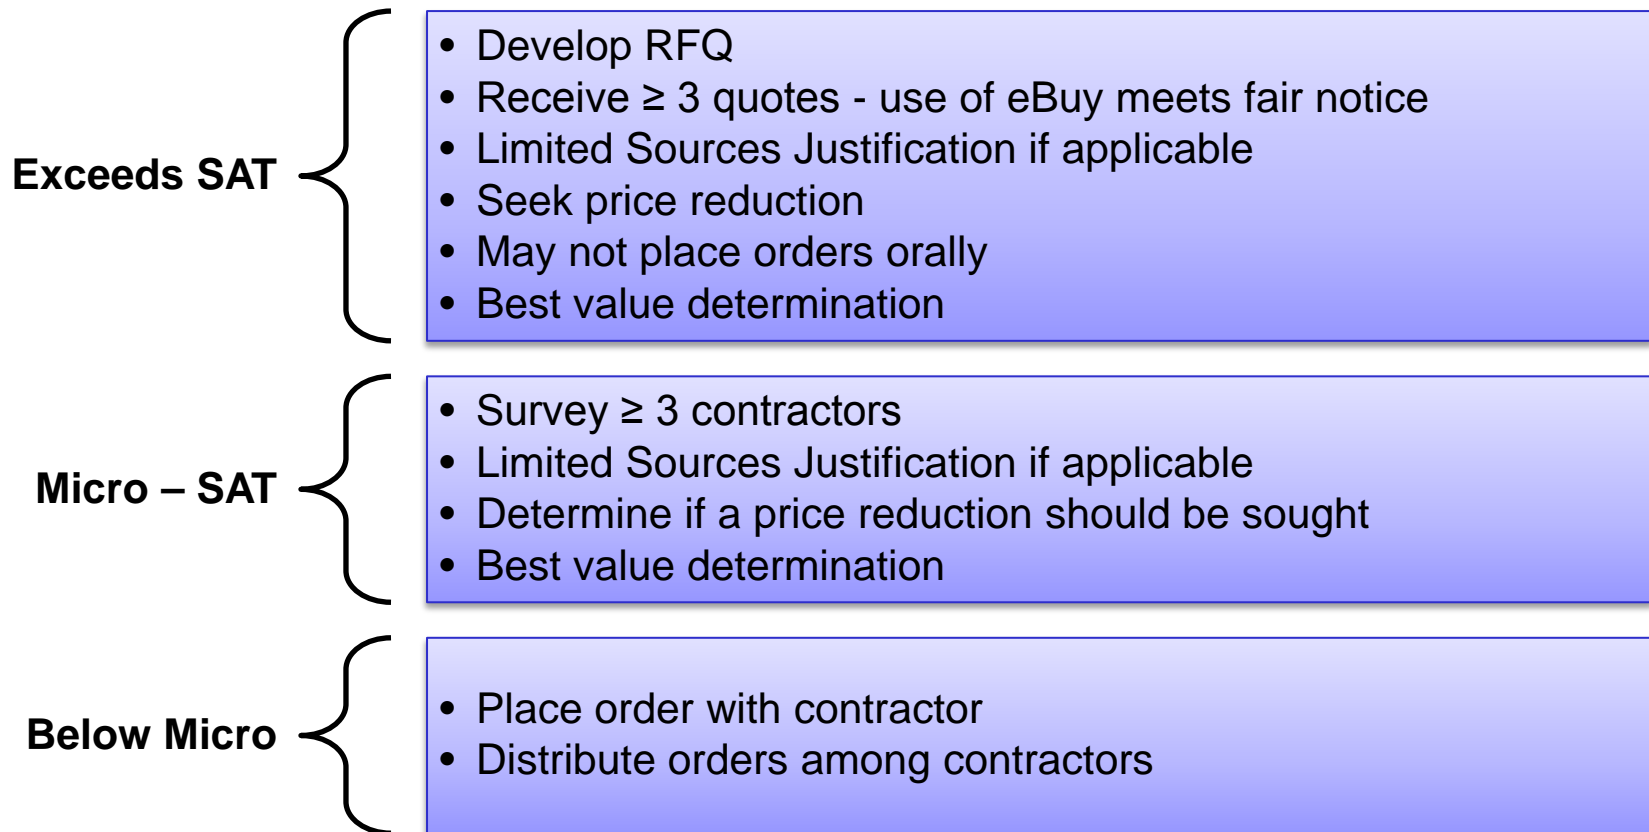 Exceeds SAT
• Develop RFQ
• Receive ≥ 3 quotes - use of eBuy meets fair notice
• Limited Sources Justification if applicable
• Seek price reduction
• May not place orders orally
• Best value determination
Micro – SAT
• Survey ≥ 3 contractors
• Limited Sources Justification if applicable
• Determine if a price reduction should be sought
• Best value determination
Below Micro
• Place order with contractor
• Distribute orders among contractors